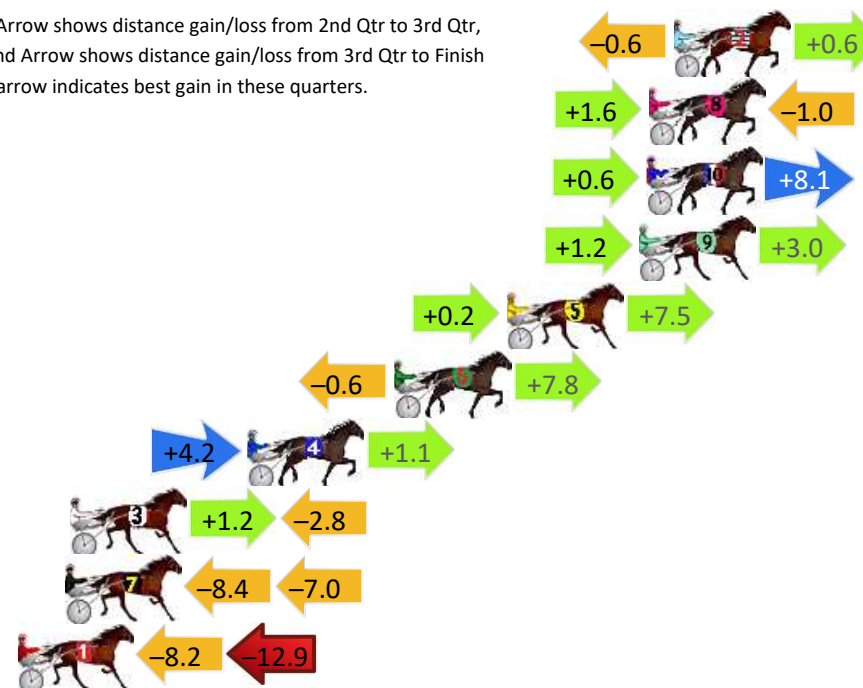 Arrow shows distance gain/loss from 2nd Qtr to 3rd Qtr,
nd Arrow shows distance gain/loss from 3rd Qtr to Finish
arrow indicates best gain in these quarters.
–0.6 2 +0.6
+1.6 8 –1.0
+0.6 10 +8.1
+1.2 9 +3.0
+0.2 5 +7.5
–0.6 6 +7.8
+4.2 4 +1.1
3 +1.2 –2.8
7 –8.4 –7.0
1 –8.2 –12.9